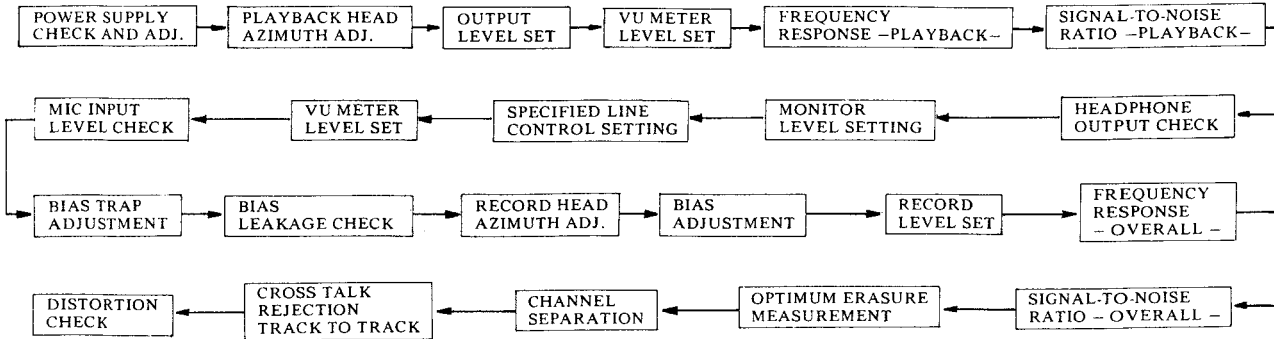 POWER SUPPLY
CHECK AND ADJ.
PLAYBACK HEAD
AZIMUTH ADJ.
OUTPUT
LEVEL SET
VU METER
LEVEL SET
FREQUENCY
RESPONSE –PLAYBACK–
SIGNAL-TO-NOISE
RATIO –PLAYBACK–
HEADPHONE
OUTPUT CHECK
MONITOR
LEVEL SETTING
SPECIFIED LINE
CONTROL SETTING
VU METER
LEVEL SET
MIC INPUT
LEVEL CHECK
BIAS TRAP
ADJUSTMENT
BIAS
LEAKAGE CHECK
RECORD HEAD
AZIMUTH ADJ.
BIAS
ADJUSTMENT
RECORD
LEVEL SET
FREQUENCY
RESPONSE
– OVERALL –
SIGNAL-TO-NOISE
RATIO – OVERALL –
OPTIMUM ERASURE
MEASUREMENT
CHANNEL
SEPARATION
CROSS TALK
REJECTION
TRACK TO TRACK
DISTORTION
CHECK